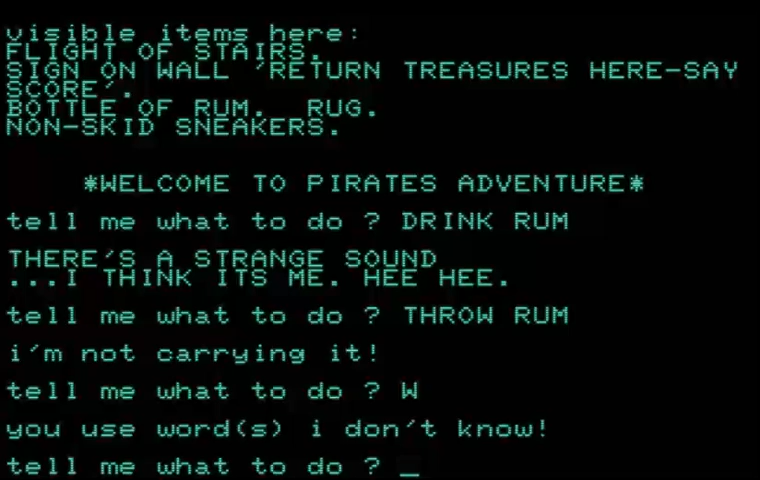 visible items here:
FLIGHT OF STAIRS.
SIGN ON WALL 'RETURN TREASURES HERE-SAY
SCORE'.
BOTTLE OF RUM.  RUG.
NON-SKID SNEAKERS.
*WELCOME TO PIRATES ADVENTURE*
tell me what to do ? DRINK RUM
THERE'S A STRANGE SOUND
...I THINK ITS ME. HEE HEE.
tell me what to do ? THROW RUM
i'm not carrying it!
tell me what to do ? W
you use word(s) i don't know!
tell me what to do ? _